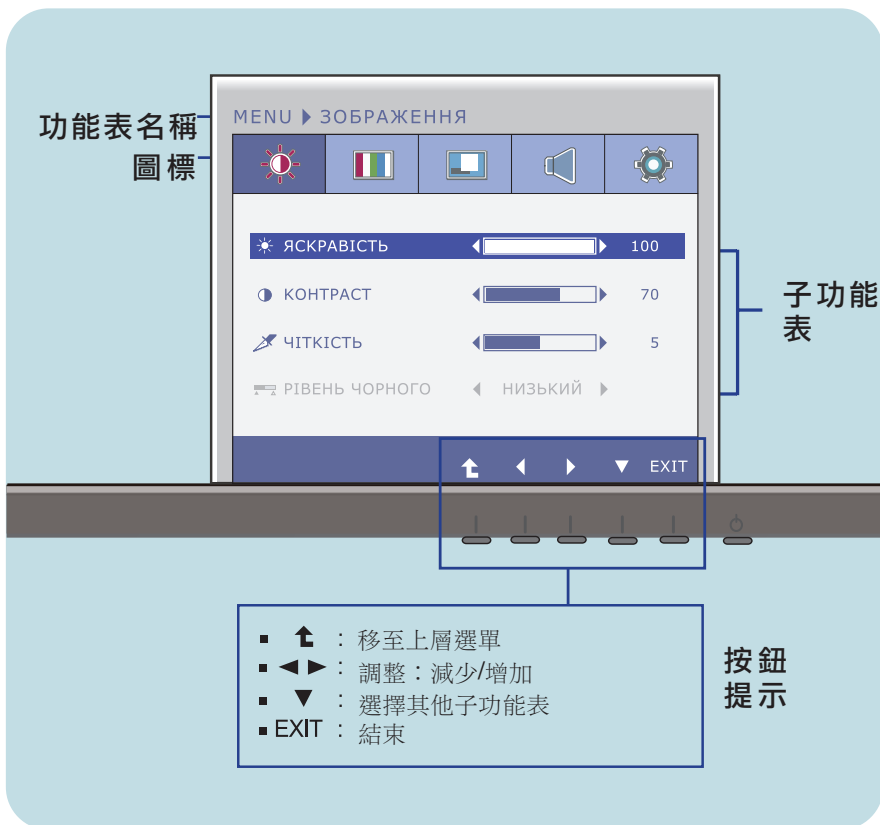 功能表名稱
圖標
MENU ▶ ЗОБРАЖЕННЯ
ЯСКРАВІСТЬ 100
КОНТРАСТ 70
ЧІТКІСТЬ 5
РІВЕНЬ ЧОРНОГО НИЗЬКИЙ
EXIT
子功能
表
: 移至上層選單
: 調整：減少/增加
: 選擇其他子功能表
EXIT : 結束
按鈕
提示